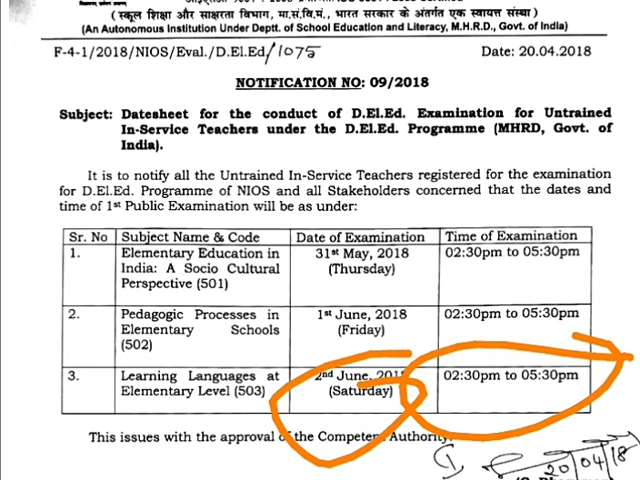 (स्कूल शिक्षा और साक्षरता विभाग, मा.सं.वि.मं., भारत सरकार के अंतर्गत एक स्वायत्त संस्था)
(An Autonomous Institution Under Deptt. of School Education and Literacy, M.H.R.D., Govt. of India)
F-4-1/2018/NIOS/Eval./D.El.Ed/1075 Date: 20.04.2018
NOTIFICATION NO: 09/2018
Subject: Datesheet for the conduct of D.El.Ed. Examination for Untrained
In-Service Teachers under the D.El.Ed. Programme (MHRD, Govt. of
India).
It is to notify all the Untrained In-Service Teachers registered for the examination
for D.El.Ed. Programme of NIOS and all Stakeholders concerned that the dates and
time of 1st Public Examination will be as under:
Sr. No Subject Name & Code Date of Examination Time of Examination
1. Elementary Education in India: A Socio Cultural Perspective (501) 31st May, 2018 (Thursday) 02:30pm to 05:30pm
2. Pedagogic Processes in Elementary Schools (502) 1st June, 2018 (Friday) 02:30pm to 05:30pm
3. Learning Languages at Elementary Level (503) 2nd June, 2018 (Saturday) 02:30pm to 05:30pm
This issues with the approval of the Competent Authority.
20/04/18